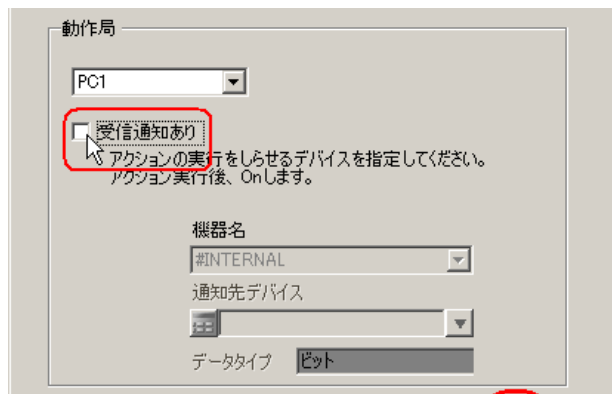 動作局
PC1
受信通知あり
アクションの実行をしらせるデバイスを指定してください。
アクション実行後、Onします。
機器名
#INTERNAL
通知先デバイス
データタイプ ビット